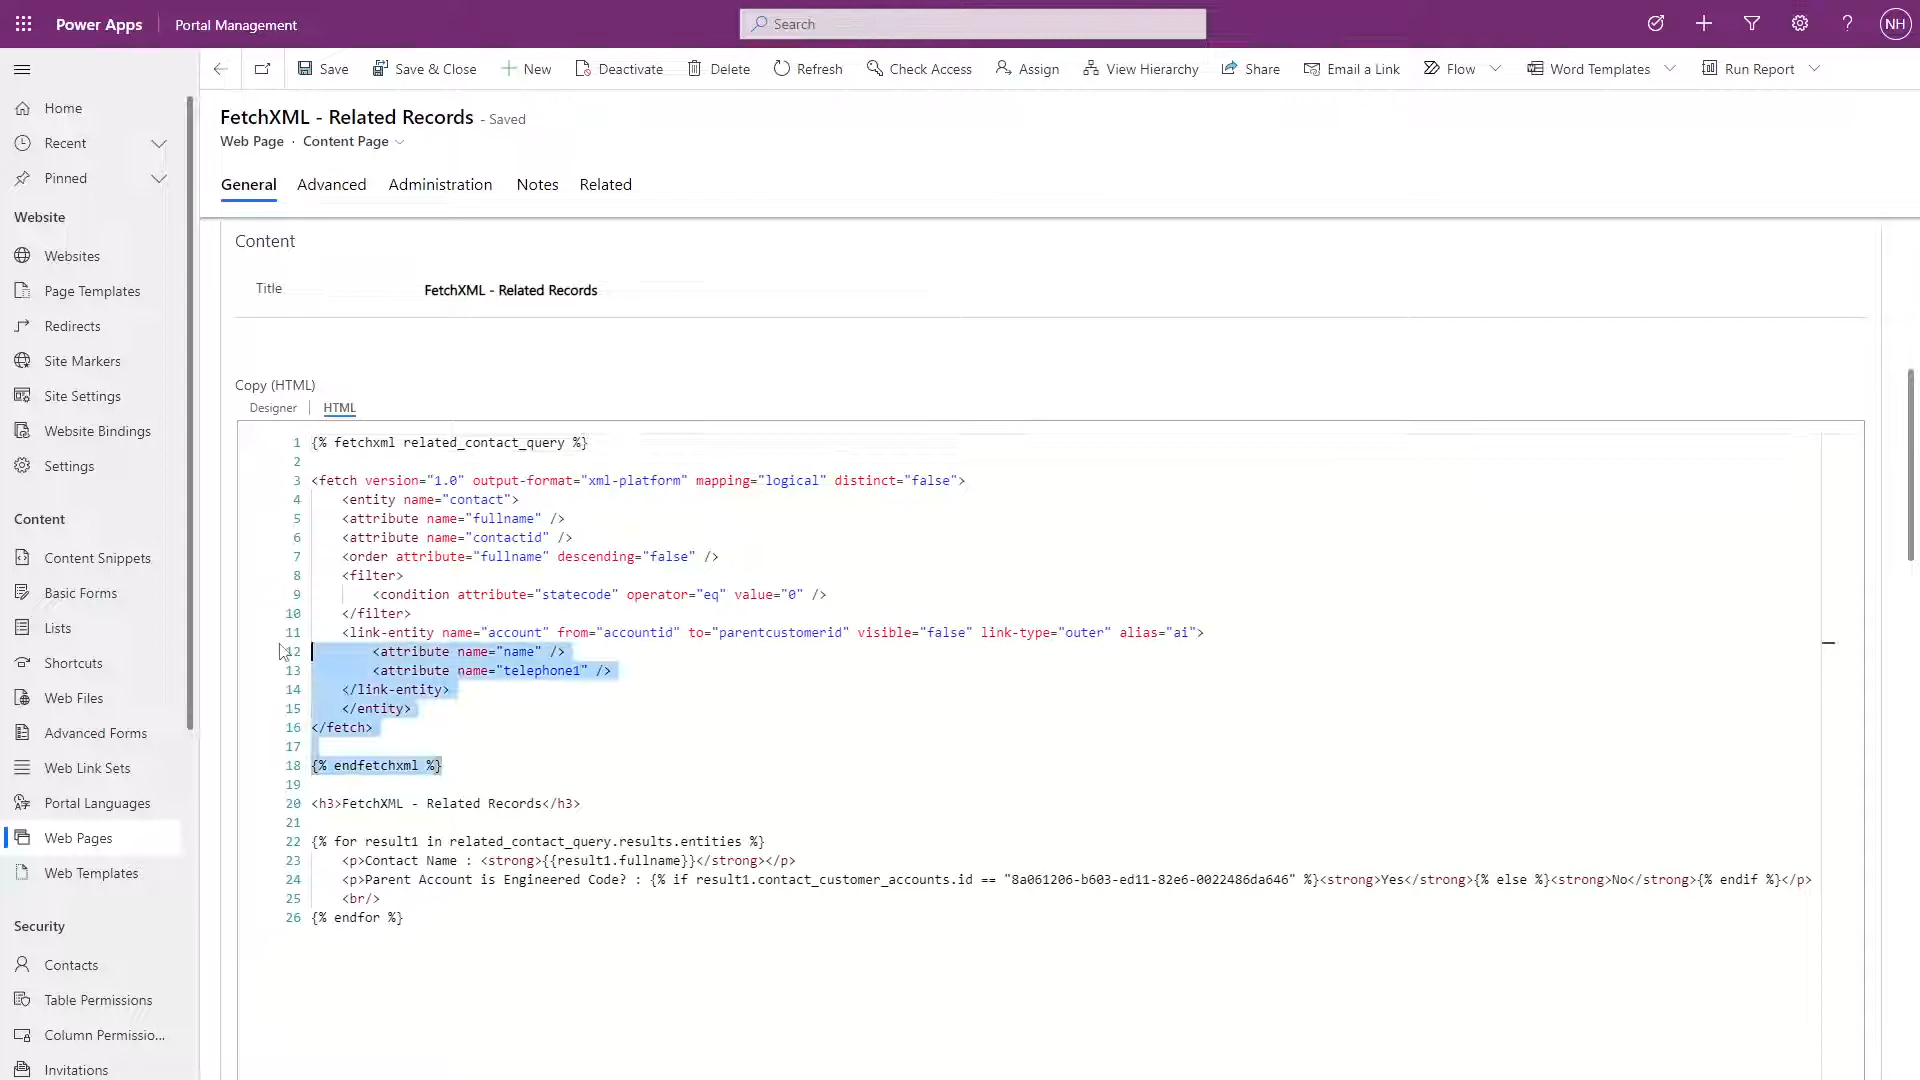 Power Apps
Portal Management
Search
NH
Save
Save & Close
New
Deactivate
Delete
Refresh
Check Access
Assign
View Hierarchy
Share
Email a Link
Flow
Word Templates
Run Report
Home
Recent
Pinned
Website
Websites
Page Templates
Redirects
Site Markers
Site Settings
Website Bindings
Settings
Content
Content Snippets
Basic Forms
Lists
Shortcuts
Web Files
Advanced Forms
Web Link Sets
Portal Languages
Web Pages
Web Templates
Security
Contacts
Table Permissions
Column Permissio...
Invitations
FetchXML - Related Records - Saved
Web Page · Content Page
General
Advanced
Administration
Notes
Related
Content
Title
FetchXML - Related Records
Copy (HTML)
Designer | HTML
1 {% fetchxml related_contact_query %}
2
3 <fetch version="1.0" output-format="xml-platform" mapping="logical" distinct="false">
4 <entity name="contact">
5 <attribute name="fullname" />
6 <attribute name="contactid" />
7 <order attribute="fullname" descending="false" />
8 <filter>
9 <condition attribute="statecode" operator="eq" value="0" />
10 </filter>
11 <link-entity name="account" from="accountid" to="parentcustomerid" visible="false" link-type="outer" alias="ai">
12 <attribute name="name" />
13 <attribute name="telephone1" />
14 </link-entity>
15 </entity>
16 </fetch>
17
18 {% endfetchxml %}
19
20 <h3>FetchXML - Related Records</h3>
21
22 {% for result1 in related_contact_query.results.entities %}
23 <p>Contact Name : <strong>{{result1.fullname}}</strong></p>
24 <p>Parent Account is Engineered Code? : {% if result1.contact_customer_accounts.id == "8a061206-b603-ed11-82e6-0022486da646" %}<strong>Yes</strong>{% else %}<strong>No</strong>{% endif %}</p>
25 <br/>
26 {% endfor %}